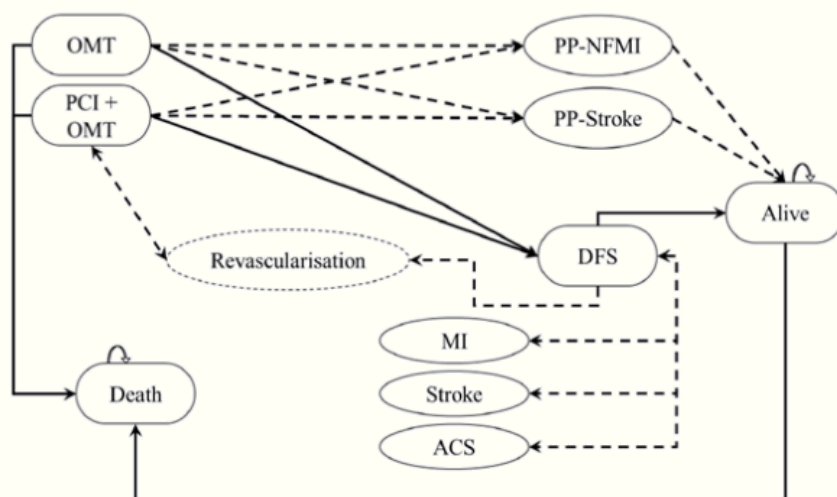 OMT
PP-NFMI
PCI +
OMT
PP-Stroke
Alive
Revascularisation
DFS
MI
Death
Stroke
ACS